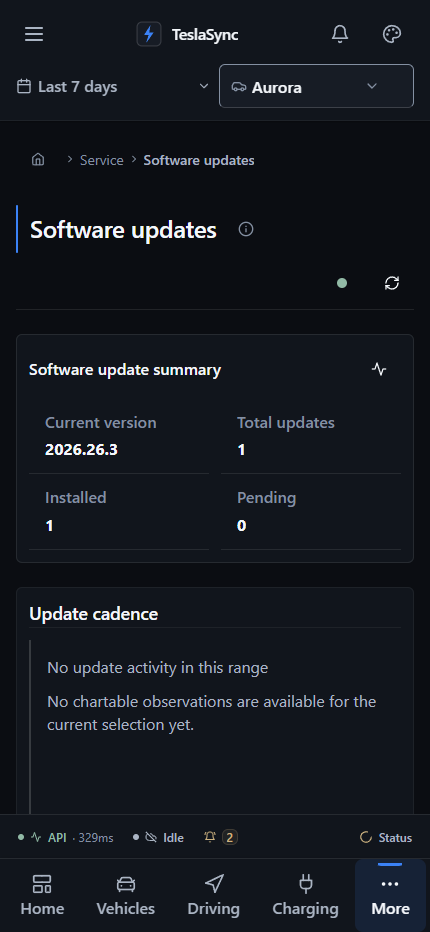 TeslaSync
Last 7 days
Aurora
Service
Software updates
Software updates
Software update summary
Current version
2026.26.3
Total updates
1
Installed
1
Pending
0
Update cadence
No update activity in this range
No chartable observations are available for the
current selection yet.
API · 329ms
Idle
2
Status
Home
Vehicles
Driving
Charging
More